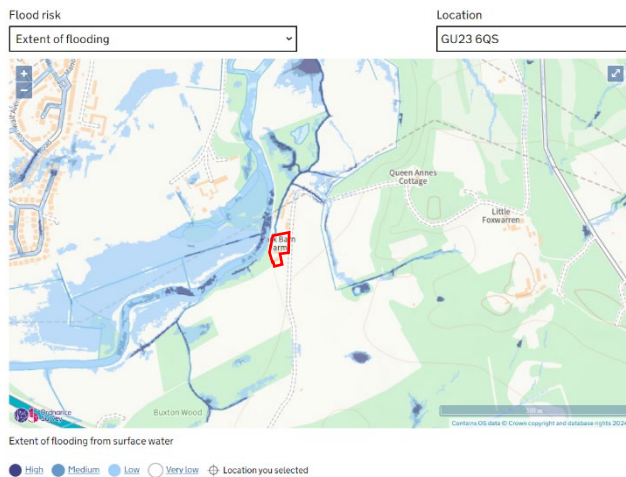 Flood risk
Location
Extent of flooding
GU23 6QS
Queen Annes
Cottage
Little
Foxwarren
Barn
Buxton Wood
Ordnance
Survey
Contains OS data © Crown copyright and database rights 2024
Extent of flooding from surface water
High Medium Low Very low Location you selected